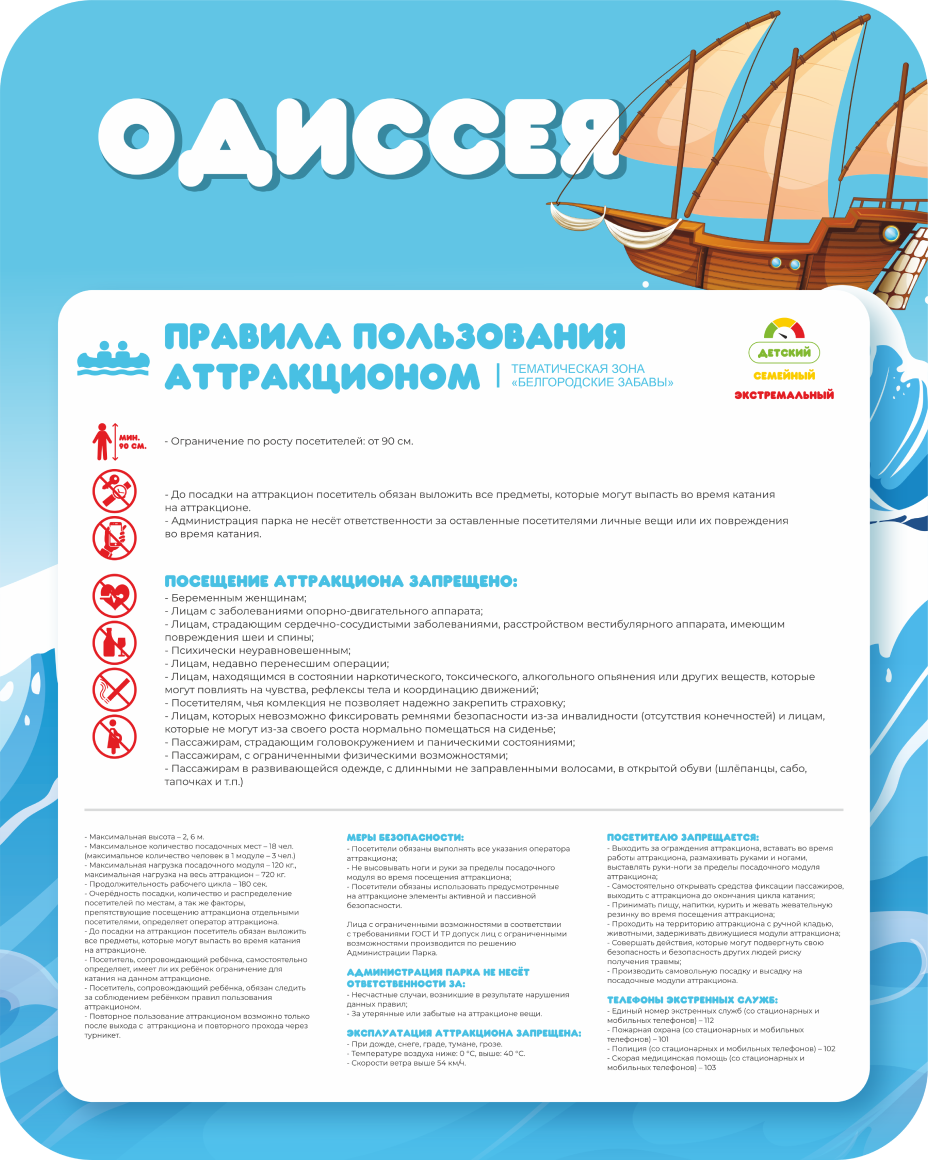 ОДИССЕЯ
ПРАВИЛА ПОЛЬЗОВАНИЯ
АТТРАКЦИОНОМ
ТЕМАТИЧЕСКАЯ ЗОНА
«БЕЛГОРОДСКИЕ ЗАБАВЫ»
ДЕТСКИЙ
СЕМЕЙНЫЙ
ЭКСТРЕМАЛЬНЫЙ
МИН.
90 СМ.
- Ограничение по росту посетителей: от 90 см.
- До посадки на аттракцион посетитель обязан выложить все предметы, которые могут выпасть во время катания
на аттракционе.
- Администрация парка не несёт ответственности за оставленные посетителями личные вещи или их повреждения
во время катания.
ПОСЕЩЕНИЕ АТТРАКЦИОНА ЗАПРЕЩЕНО:
- Беременным женщинам;
- Лицам с заболеваниями опорно-двигательного аппарата;
- Лицам, страдающим сердечно-сосудистыми заболеваниями, расстройством вестибулярного аппарата, имеющим
повреждения шеи и спины;
- Психически неуравновешенным;
- Лицам, недавно перенесшим операции;
- Лицам, находящимся в состоянии наркотического, токсического, алкогольного опьянения или других веществ, которые
могут повлиять на чувства, рефлексы тела и координацию движений;
- Посетителям, чья комлекция не позволяет надежно закрепить страховку;
- Лицам, которых невозможно фиксировать ремнями безопасности из-за инвалидности (отсутствия конечностей) и лицам,
которые не могут из-за своего роста нормально помещаться на сиденье;
- Пассажирам, страдающим головокружением и паническими состояниями;
- Пассажирам, с ограниченными физическими возможностями;
- Пассажирам в развивающейся одежде, с длинными не заправленными волосами, в открытой обуви (шлёпанцы, сабо,
тапочках и т.п.)
- Максимальная высота – 2, 6 м.
- Максимальное количество посадочных мест – 18 чел.
(максимальное количество человек в 1 модуле – 3 чел.)
- Максимальная нагрузка посадочного модуля – 120 кг.,
максимальная нагрузка на весь аттракцион – 720 кг.
- Продолжительность рабочего цикла – 180 сек.
- Очерёдность посадки, количество и распределение
посетителей по местам, а так же факторы,
препятствующие посещению аттракциона отдельными
посетителями, определяет оператор аттракциона.
- До посадки на аттракцион посетитель обязан выложить
все предметы, которые могут выпасть во время катания
на аттракционе.
- Посетитель, сопровождающий ребёнка, самостоятельно
определяет, имеет ли их ребёнок ограничение для
катания на данном аттракционе.
- Посетитель, сопровождающий ребёнка, обязан следить
за соблюдением ребёнком правил пользования
аттракционом.
- Повторное пользование аттракционом возможно только
после выхода с аттракциона и повторного прохода через
турникет.
МЕРЫ БЕЗОПАСНОСТИ:
- Посетители обязаны выполнять все указания оператора
аттракциона;
- Не высовывать ноги и руки за пределы посадочного
модуля во время посещения аттракциона;
- Посетители обязаны использовать предусмотренные
на аттракционе элементы активной и пассивной
безопасности.
Лица с ограниченными возможностями в соответствии
с требованиями ГОСТ И ТР допуск лиц с ограниченными
возможностями производится по решению
Администрации Парка.
АДМИНИСТРАЦИЯ ПАРКА НЕ НЕСЁТ
ОТВЕТСТВЕННОСТИ ЗА:
- Несчастные случаи, возникшие в результате нарушения
данных правил;
- За утерянные или забытые на аттракционе вещи.
ЭКСПЛУАТАЦИЯ АТТРАКЦИОНА ЗАПРЕЩЕНА:
- При дожде, снеге, граде, тумане, грозе.
- Температуре воздуха ниже: 0 °С, выше: 40 °С.
- Скорости ветра выше 54 км/ч.
ПОСЕТИТЕЛЮ ЗАПРЕЩАЕТСЯ:
- Выходить за ограждения аттракциона, вставать во время
работы аттракциона, размахивать руками и ногами,
выставлять руки-ноги за пределы посадочного модуля
аттракциона;
- Самостоятельно открывать средства фиксации пассажиров,
выходить с аттракциона до окончания цикла катания;
- Принимать пищу, напитки, курить и жевать жевательную
резинку во время посещения аттракциона;
- Проходить на территорию аттракциона с ручной кладью,
животными, задерживать движущиеся модули аттракциона;
- Совершать действия, которые могут подвергнуть свою
безопасность и безопасность других людей риску
получения травмы;
- Производить самовольную посадку и высадку на
посадочные модули аттракциона.
ТЕЛЕФОНЫ ЭКСТРЕННЫХ СЛУЖБ:
- Единый номер экстренных служб (со стационарных и
мобильных телефонов) – 112
- Пожарная охрана (со стационарных и мобильных
телефонов) – 101
- Полиция (со стационарных и мобильных телефонов) – 102
- Скорая медицинская помощь (со стационарных и
мобильных телефонов) – 103